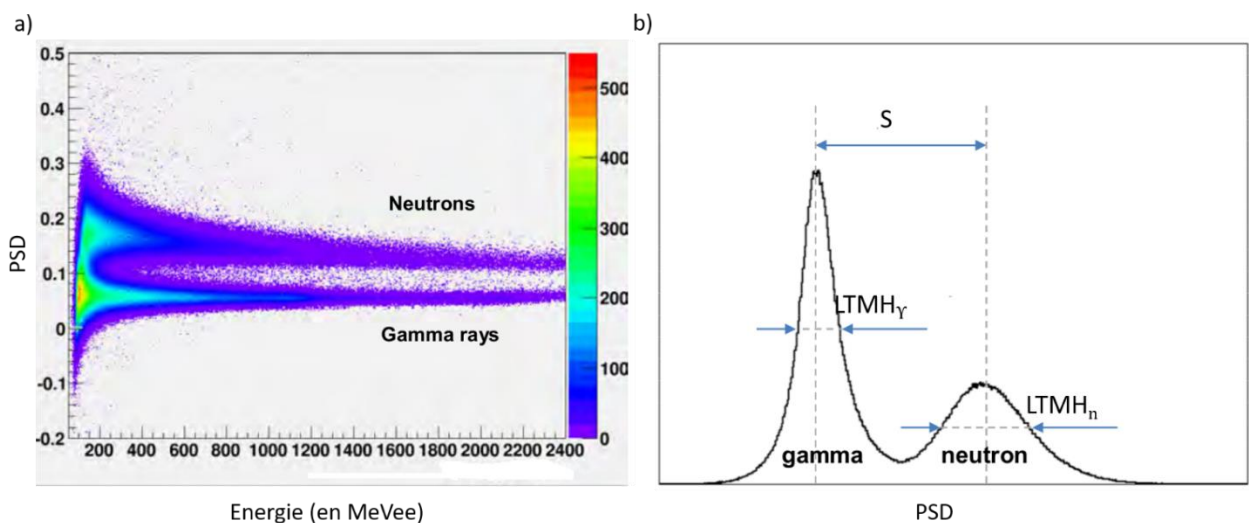 a)
0.5
0.4
0.3
0.2
0.1
0
-0.1
-0.2
PSD
Neutrons
Gamma rays
500
400
300
200
100
0
200 400 600 800 1000 1200 1400 1600 1800 2000 2200 2400
Energie (en MeVee)
b)
S
LTMHϒ
LTMHn
gamma
neutron
PSD